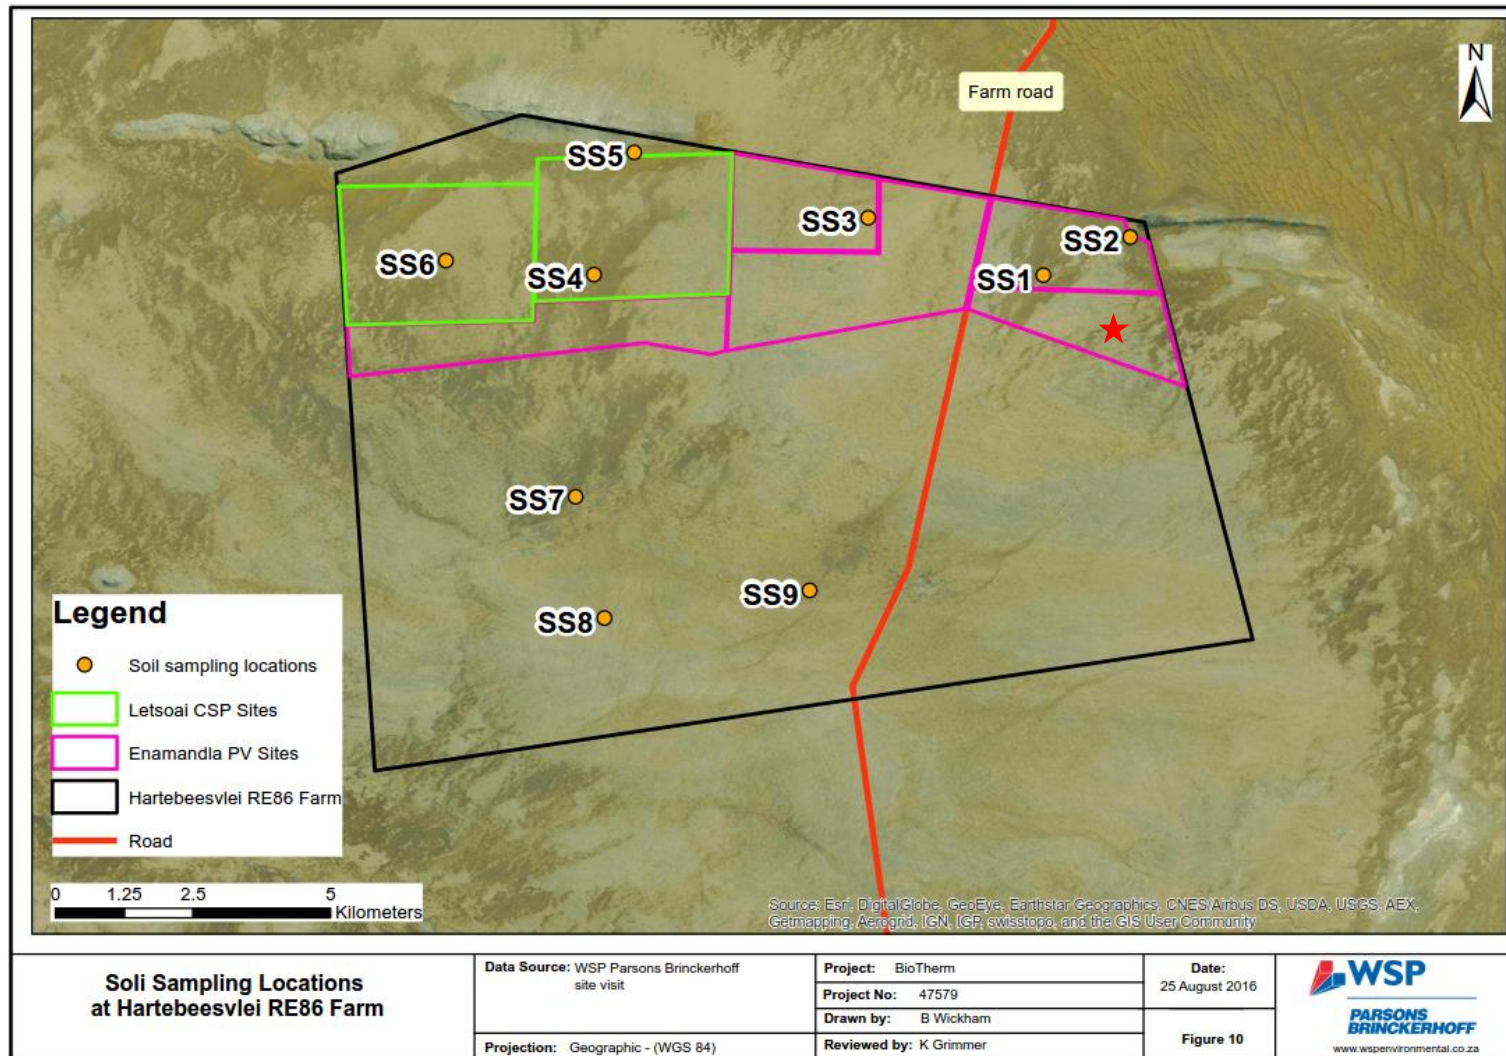 N
Farm road
SS5
SS3
SS2
SS6
SS4
SS1
SS7
SS9
SS8
Legend
Soil sampling locations
Letsoai CSP Sites
Enamandla PV Sites
Hartebeesvlei RE86 Farm
Road
0 1.25 2.5 5
Kilometers
Source: Esri, DigitalGlobe, GeoEye, Earthstar Geographics, CNES/Airbus DS, USDA, USGS, AEX,
Getmapping, Aerogrid, IGN, IGP, swisstopo, and the GIS User Community
Soli Sampling Locations
at Hartebeesvlei RE86 Farm
Data Source: WSP Parsons Brinckerhoff
site visit
Projection: Geographic - (WGS 84)
Project: BioTherm
Project No: 47579
Drawn by: B Wickham
Reviewed by: K Grimmer
Date:
25 August 2016
Figure 10
WSP
PARSONS
BRINCKERHOFF
www.wspenvironmental.co.za